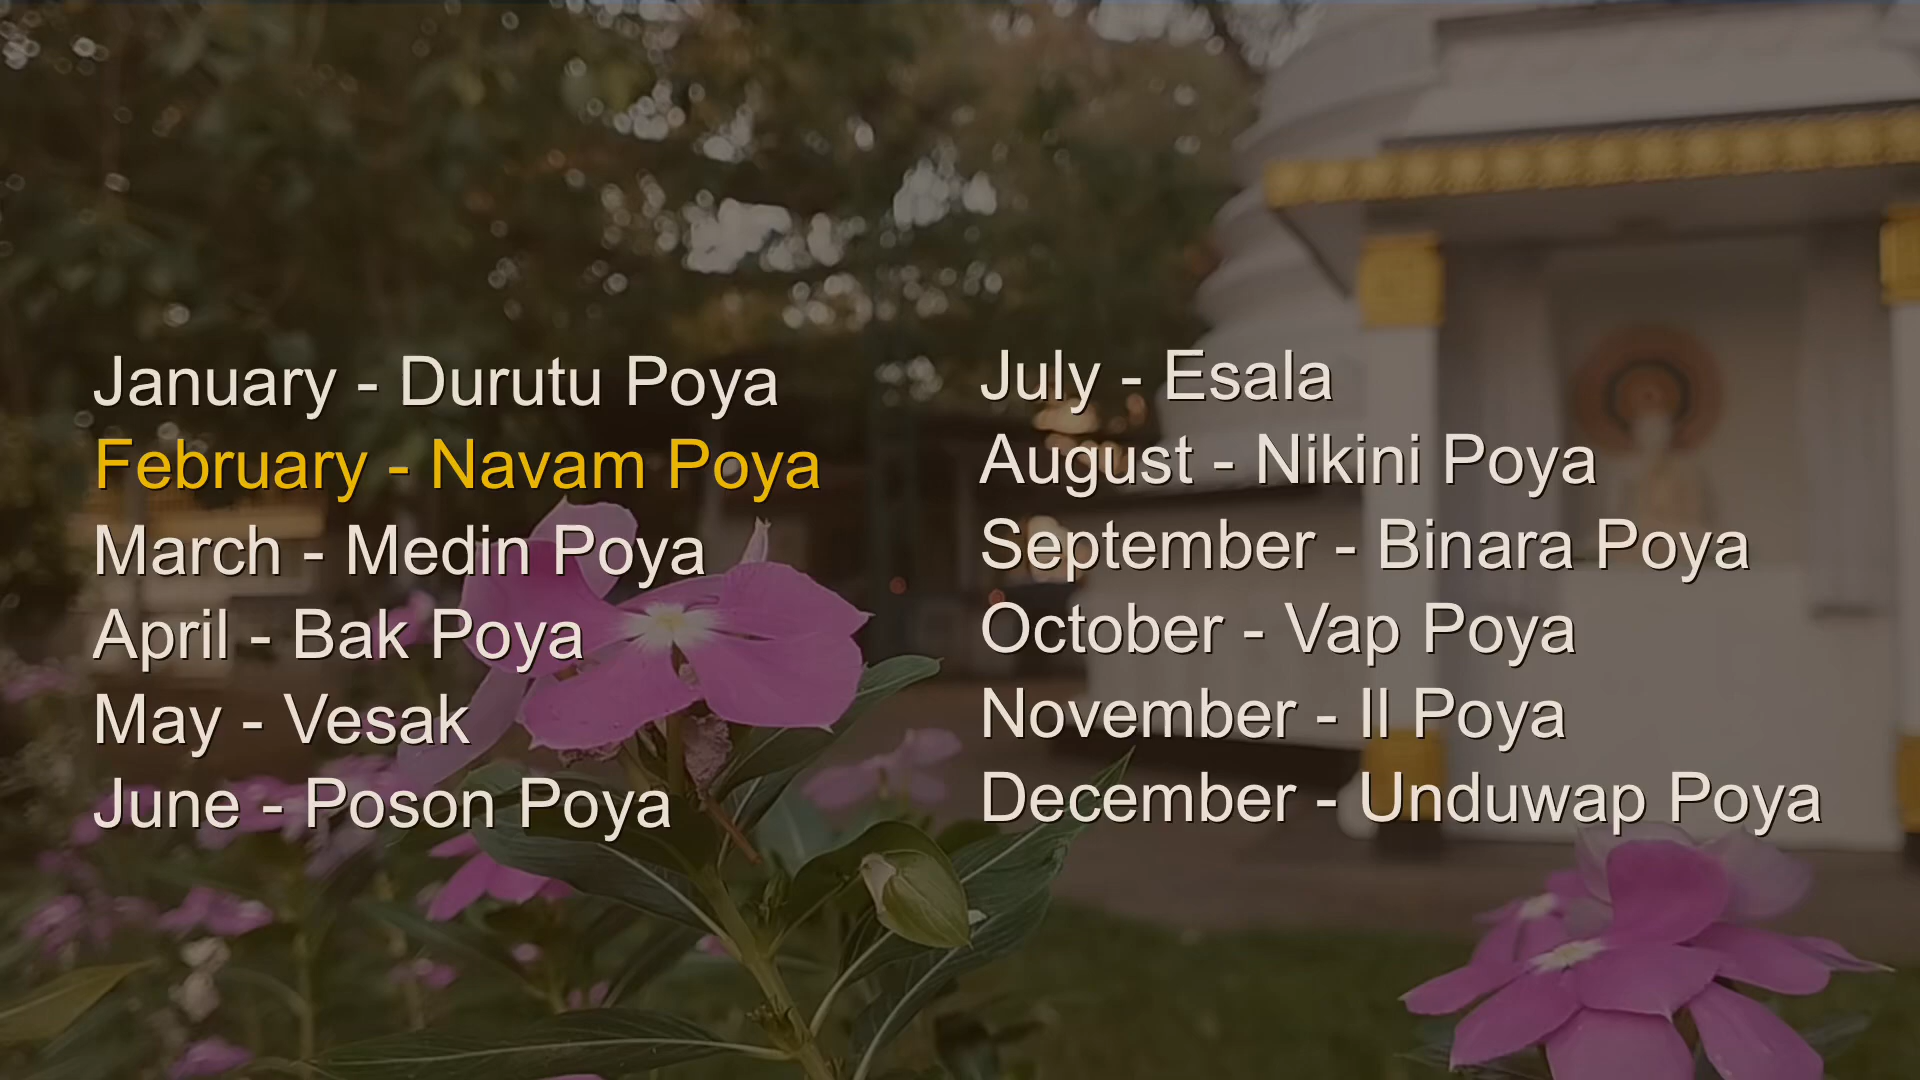 January - Durutu Poya
February - Navam Poya
March - Medin Poya
April - Bak Poya
May - Vesak
June - Poson Poya
July - Esala
August - Nikini Poya
September - Binara Poya
October - Vap Poya
November - Il Poya
December - Unduwap Poya